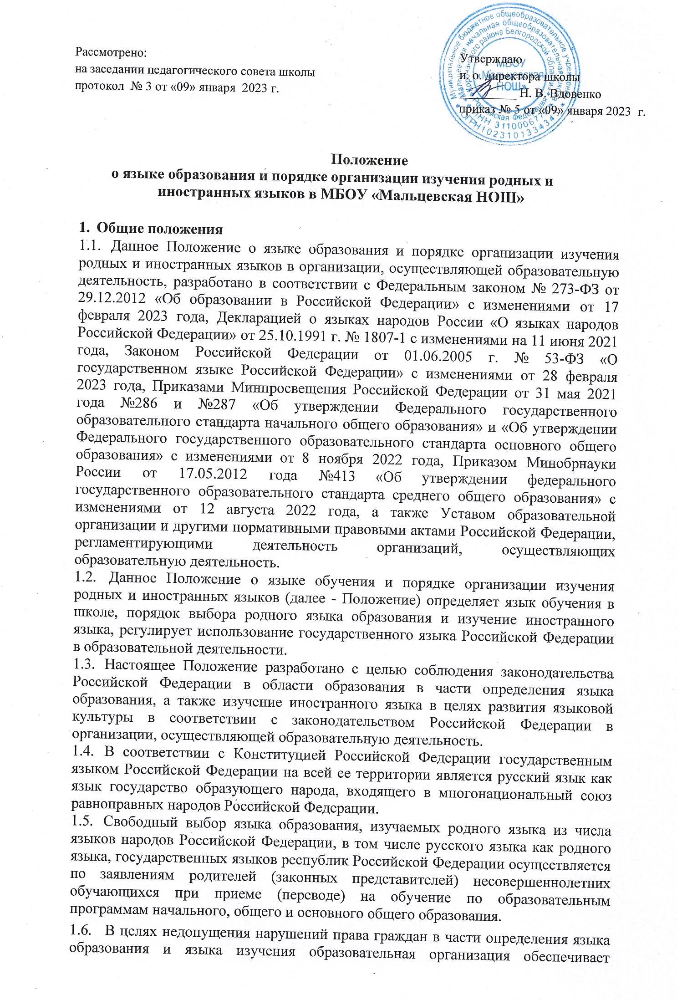 Рассмотрено:
на заседании педагогического совета школы
протокол № 3 от «09» января 2023 г.
Утверждаю
и. о. директора школы
__________ Н. В. Вдовенко
приказ № 5 от «09» января 2023 г.
Муниципальное бюджетное общеобразовательное учреждение
«Мальцевская начальная общеобразовательная школа
Корочанского района Белгородской области»
Российская Федерация
МБОУ
«Мальцевская
НОШ»
Положение
о языке образования и порядке организации изучения родных и
иностранных языков в МБОУ «Мальцевская НОШ»
1. Общие положения
1.1. Данное Положение о языке образования и порядке организации изучения
родных и иностранных языков в организации, осуществляющей образовательную
деятельность, разработано в соответствии с Федеральным законом № 273-ФЗ от
29.12.2012 «Об образовании в Российской Федерации» с изменениями от 17
февраля 2023 года, Декларацией о языках народов России «О языках народов
Российской Федерации» от 25.10.1991 г. № 1807-1 с изменениями на 11 июня 2021
года, Законом Российской Федерации от 01.06.2005 г. № 53-ФЗ «О
государственном языке Российской Федерации» с изменениями от 28 февраля
2023 года, Приказами Минпросвещения Российской Федерации от 31 мая 2021
года №286 и №287 «Об утверждении Федерального государственного
образовательного стандарта начального общего образования» и «Об утверждении
Федерального государственного образовательного стандарта основного общего
образования» с изменениями от 8 ноября 2022 года, Приказом Минобрнауки
России от 17.05.2012 года №413 «Об утверждении федерального
государственного образовательного стандарта среднего общего образования» с
изменениями от 12 августа 2022 года, а также Уставом образовательной
организации и другими нормативными правовыми актами Российской Федерации,
регламентирующими деятельность организаций, осуществляющих
образовательную деятельность.
1.2. Данное Положение о языке обучения и порядке организации изучения
родных и иностранных языков (далее - Положение) определяет язык обучения в
школе, порядок выбора родного языка образования и изучение иностранного
языка, регулирует использование государственного языка Российской Федерации
в образовательной деятельности.
1.3. Настоящее Положение разработано с целью соблюдения законодательства
Российской Федерации в области образования в части определения языка
образования, а также изучение иностранного языка в целях развития языковой
культуры в соответствии с законодательством Российской Федерации в
организации, осуществляющей образовательную деятельность.
1.4. В соответствии с Конституцией Российской Федерации государственным
языком Российской Федерации на всей ее территории является русский язык как
язык государство образующего народа, входящего в многонациональный союз
равноправных народов Российской Федерации.
1.5. Свободный выбор языка образования, изучаемых родного языка из числа
языков народов Российской Федерации, в том числе русского языка как родного
языка, государственных языков республик Российской Федерации осуществляется
по заявлениям родителей (законных представителей) несовершеннолетних
обучающихся при приеме (переводе) на обучение по образовательным
программам начального, общего и основного общего образования.
1.6. В целях недопущения нарушений права граждан в части определения языка
образования и языка изучения образовательная организация обеспечивает